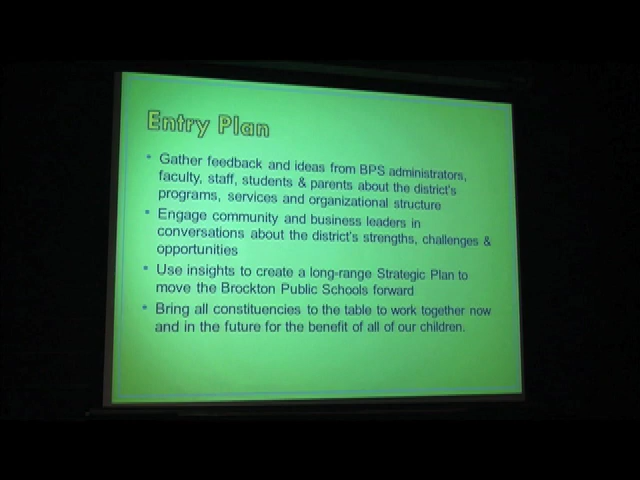 Entry Plan
• Gather feedback and ideas from BPS administrators,
faculty, staff, students & parents about the district's
programs, services and organizational structure
• Engage community and business leaders in
conversations about the district's strengths, challenges &
opportunities
• Use insights to create a long-range Strategic Plan to
move the Brockton Public Schools forward
• Bring all constituencies to the table to work together now
and in the future for the benefit of all of our children.